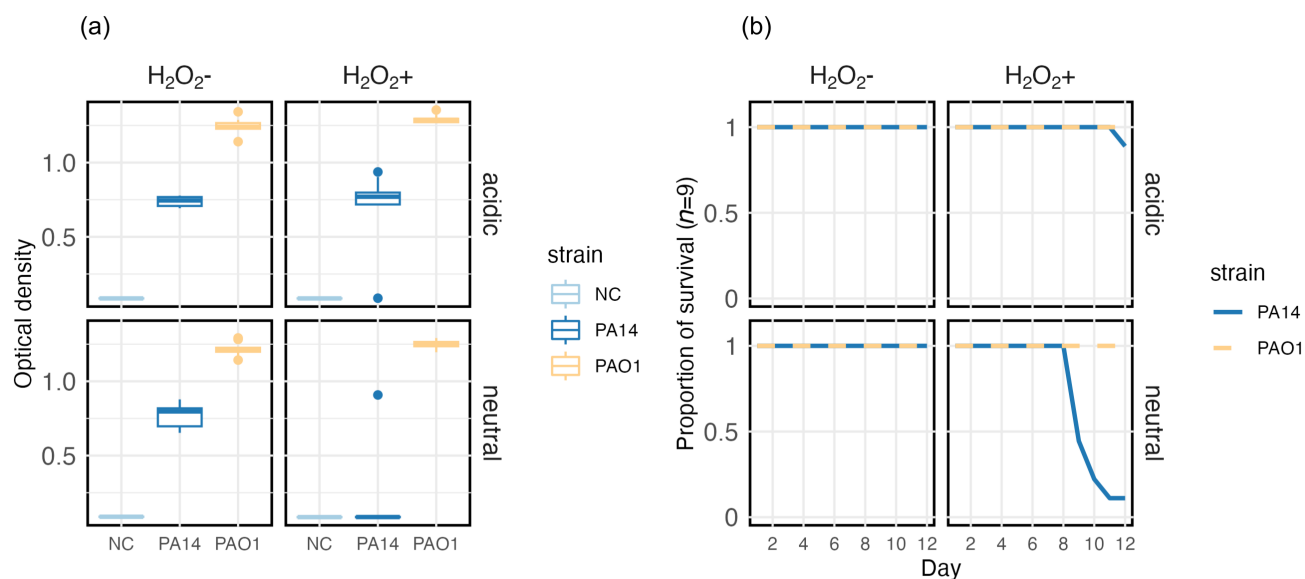 (a)
H₂O₂- H₂O₂+
Optical density
1.0
0.5
acidic
1.0
0.5
neutral
NC PA14 PAO1 NC PA14 PAO1
strain
NC
PA14
PAO1
(b)
H₂O₂- H₂O₂+
Proportion of survival (n=9)
1
0.5
0
acidic
1
0.5
0
neutral
2 4 6 8 10 12 2 4 6 8 10 12
Day
strain
PA14
PAO1